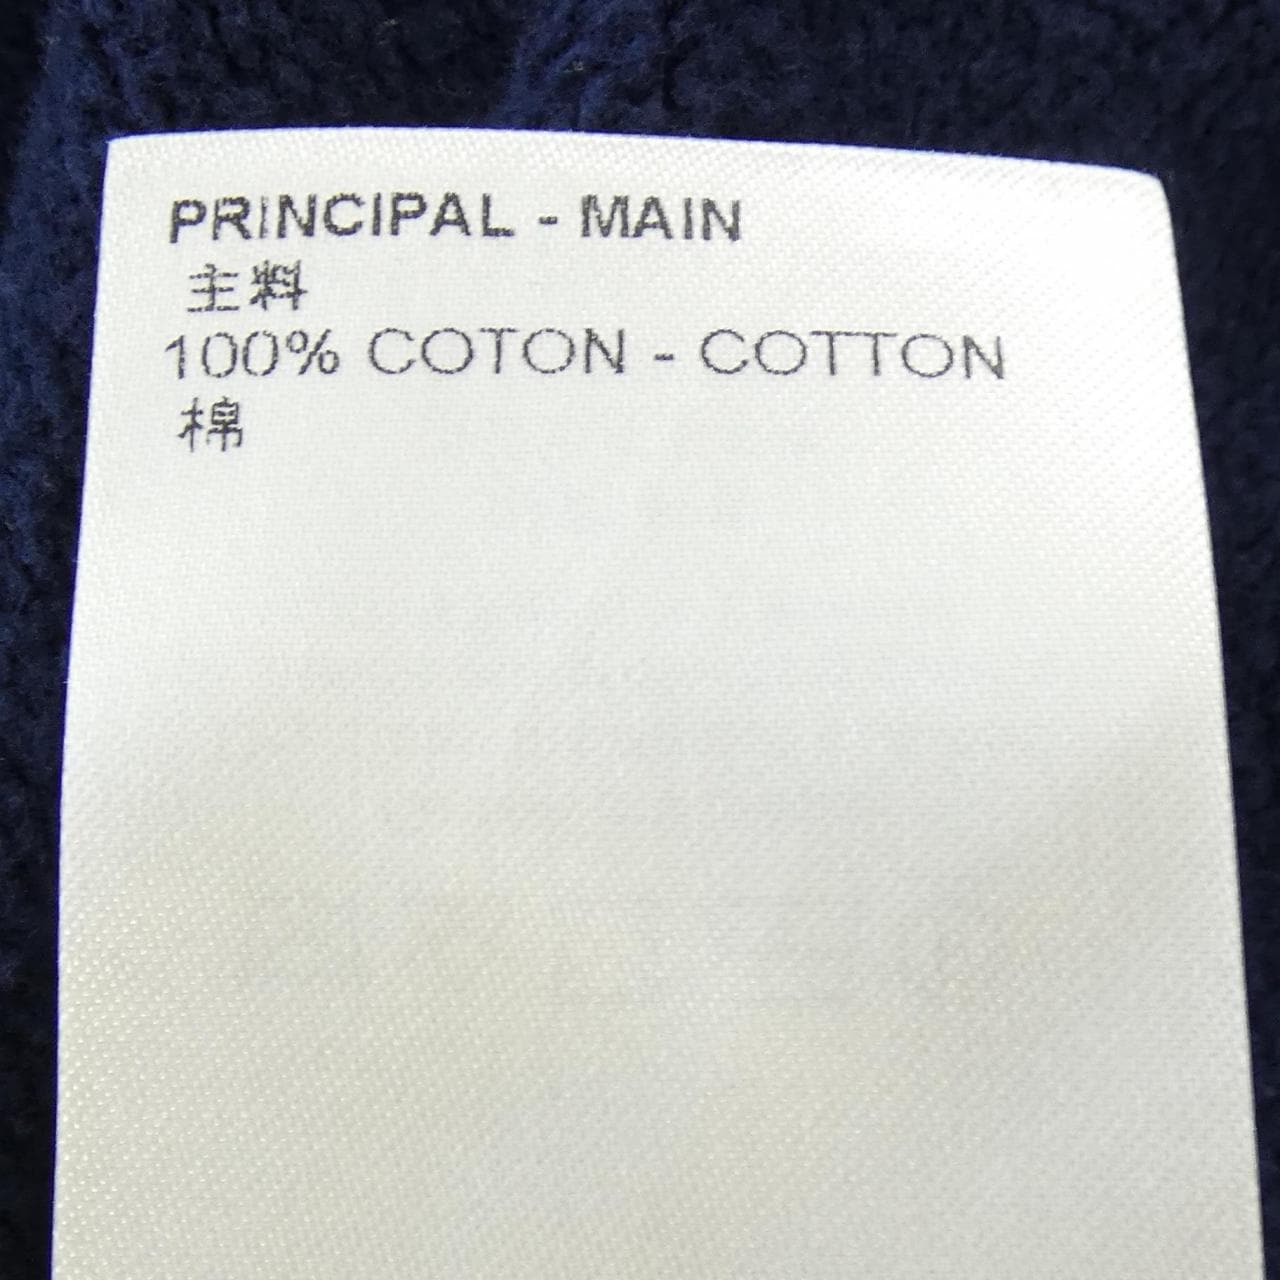 PRINCIPAL - MAIN
主料
100% COTON - COTTON
棉